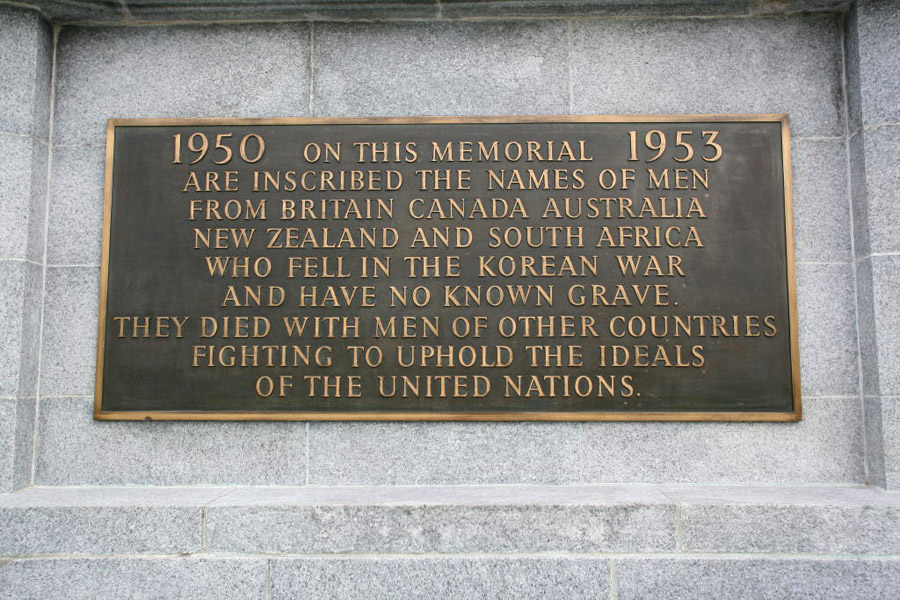 1950 ON THIS MEMORIAL 1953
ARE INSCRIBED THE NAMES OF MEN
FROM BRITAIN CANADA AUSTRALIA
NEW ZEALAND AND SOUTH AFRICA
WHO FELL IN THE KOREAN WAR
AND HAVE NO KNOWN GRAVE.
THEY DIED WITH MEN OF OTHER COUNTRIES
FIGHTING TO UPHOLD THE IDEALS
OF THE UNITED NATIONS.